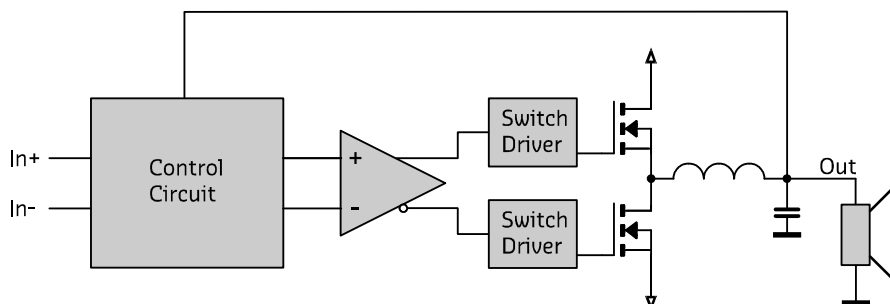 In+
In-
Control
Circuit
+
-
Switch
Driver
Switch
Driver
Out